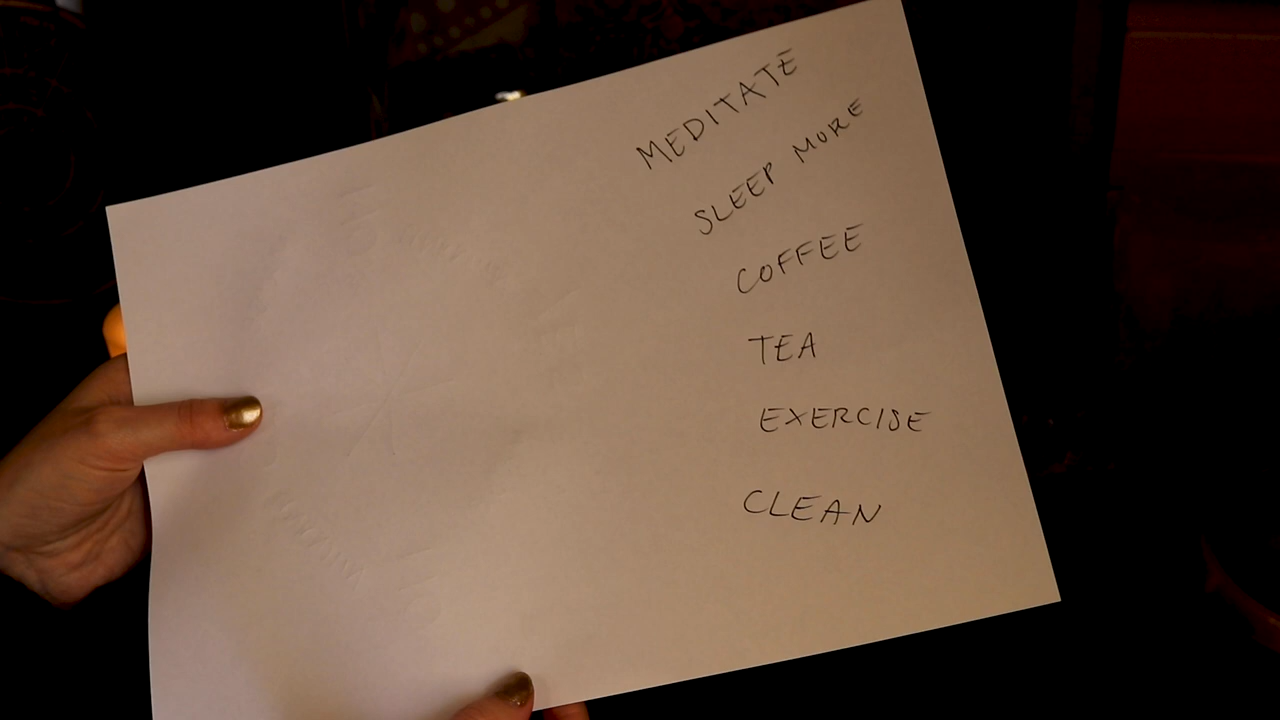 MEDITATE
SLEEP MORE
COFFEE
TEA
EXERCISE
CLEAN